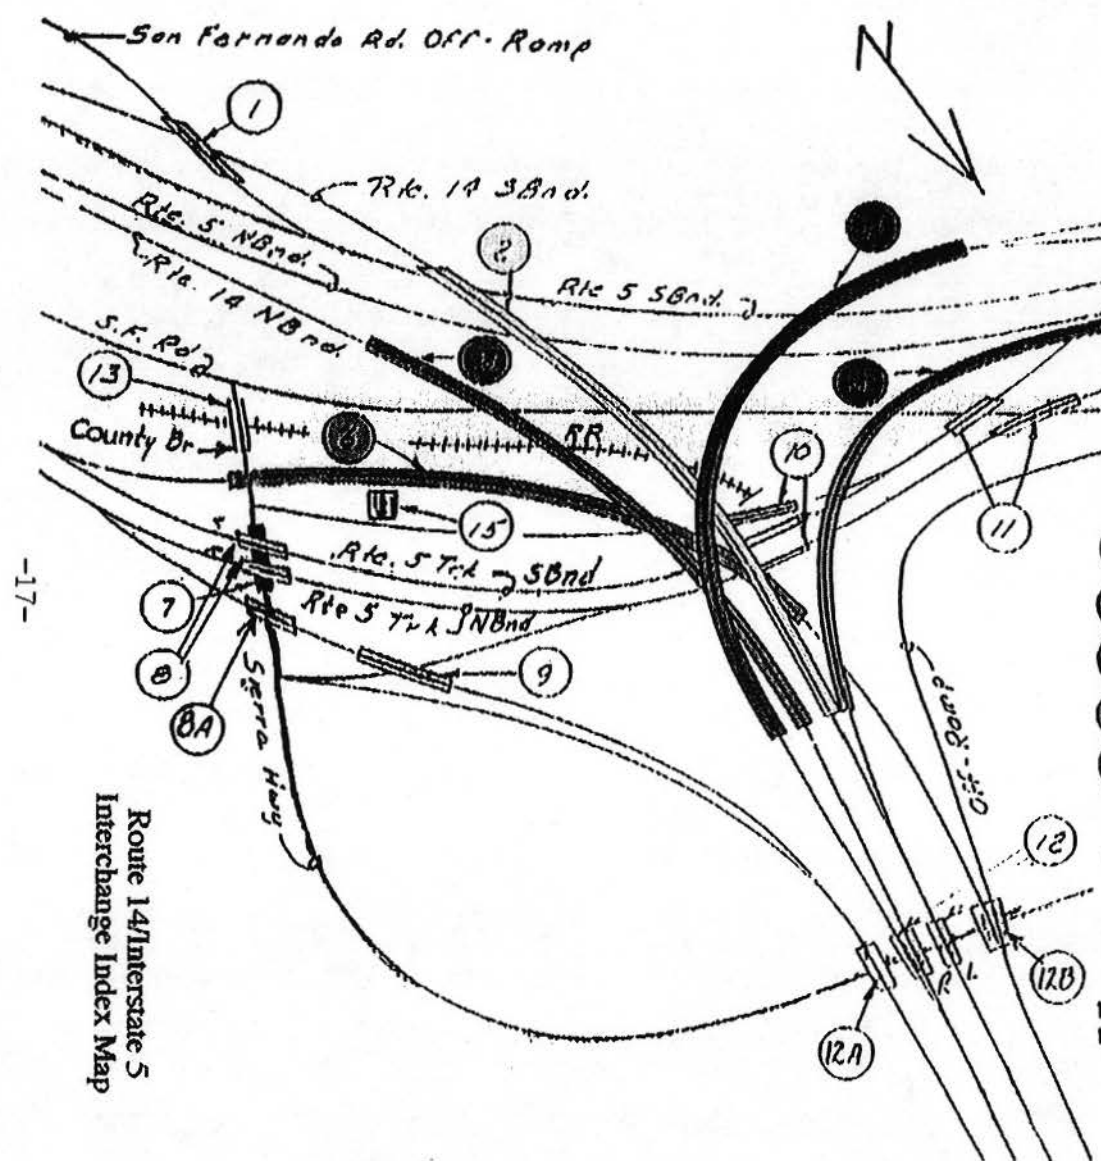 San Fernando Rd. Off-Ramp
N
1
Rte. 14 SBnd.
2
Rte. 5 NBnd.
Rte 5 SBnd.
Rte. 14 NBnd.
S.F. Rd
13
County Br
RR
10
11
15
Rte. 5 Trk SBnd
Rte 5 Trk NBnd
7
8
8A
9
Sierra Hwy
Off-Ramp
12
R
L
12B
12A
-17-
Route 14/Interstate 5
Interchange Index Map